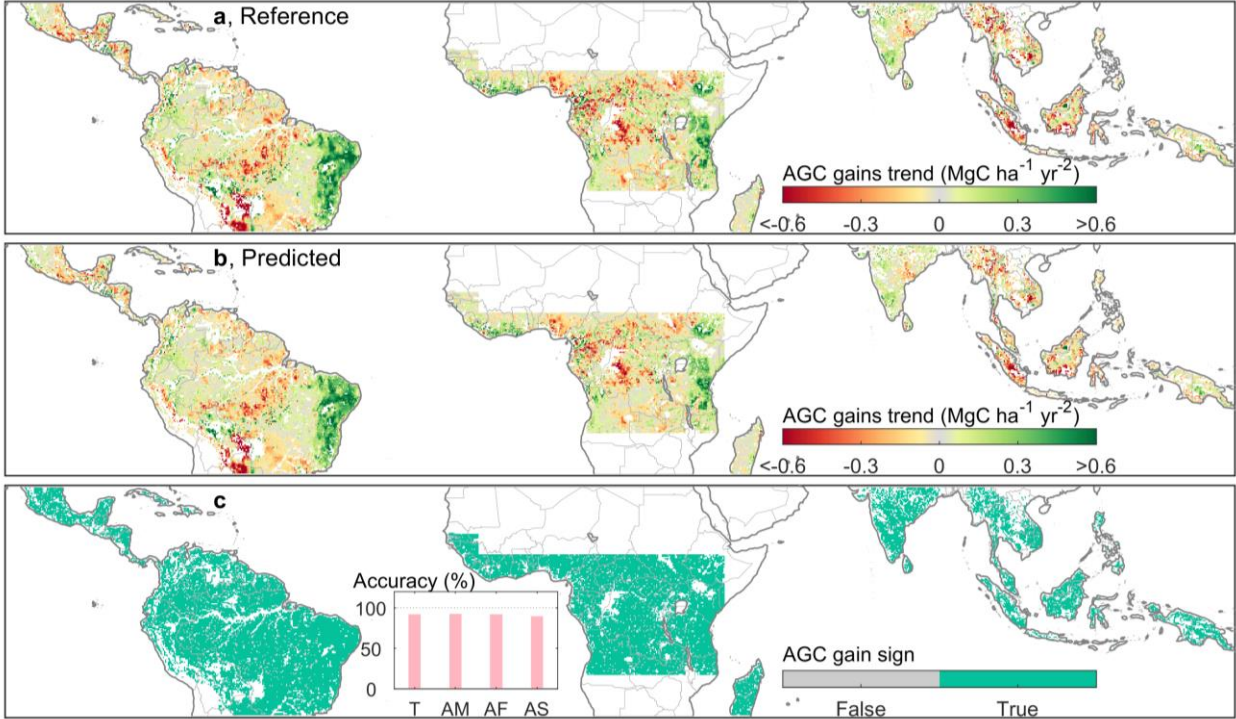 a, Reference
AGC gains trend (MgC ha⁻¹ yr⁻²)
<-0.6 -0.3 0 0.3 >0.6
b, Predicted
AGC gains trend (MgC ha⁻¹ yr⁻²)
<-0.6 -0.3 0 0.3 >0.6
c
Accuracy (%)
100
50
0
T AM AF AS
AGC gain sign
False True